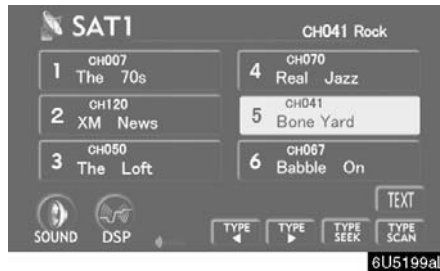 SAT1
CH041 Rock
1 CH007
The 70s
4 CH070
Real Jazz
2 CH120
XM News
5 CH041
Bone Yard
3 CH050
The Loft
6 CH067
Babble On
TEXT
SOUND
DSP
TYPE
TYPE
TYPE SEEK
TYPE SCAN
6U5199al